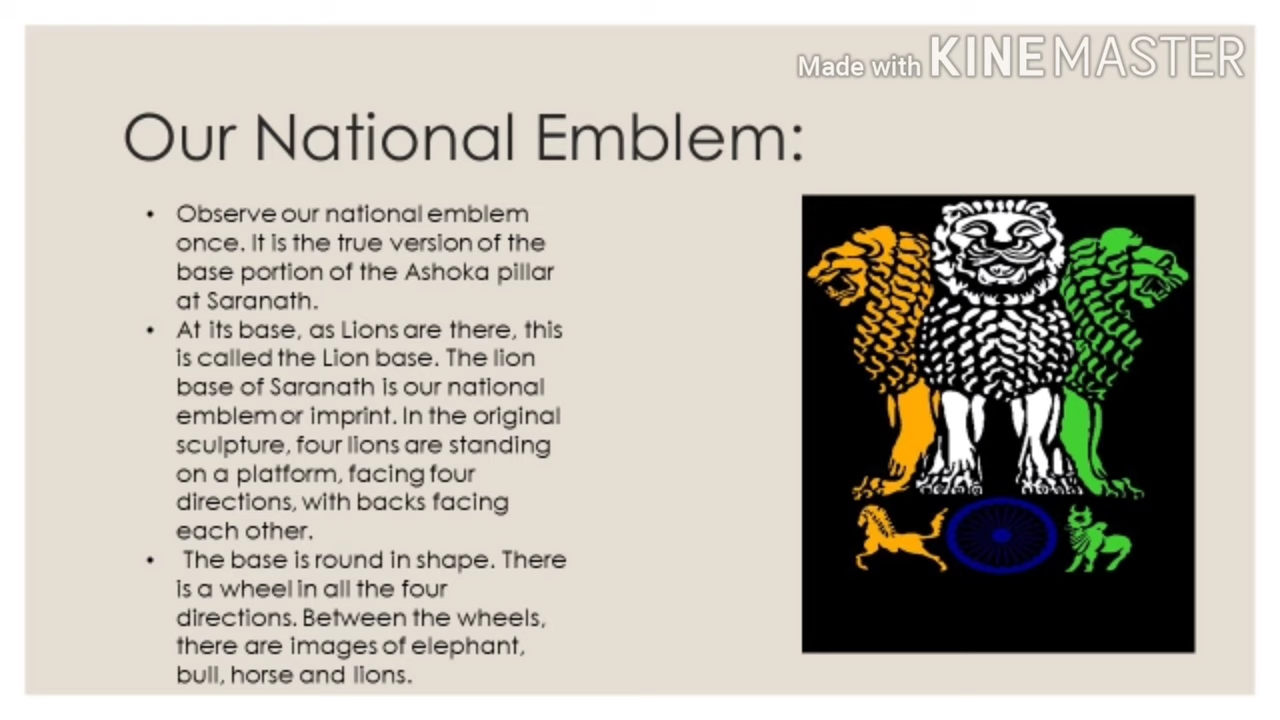 Made with KINEMASTER
Our National Emblem:
• Observe our national emblem
once. It is the true version of the
base portion of the Ashoka pillar
at Saranath.
• At its base, as Lions are there, this
is called the Lion base. The lion
base of Saranath is our national
emblem or imprint. In the original
sculpture, four lions are standing
on a platform, facing four
directions, with backs facing
each other.
• The base is round in shape. There
is a wheel in all the four
directions. Between the wheels,
there are images of elephant,
bull, horse and lions.